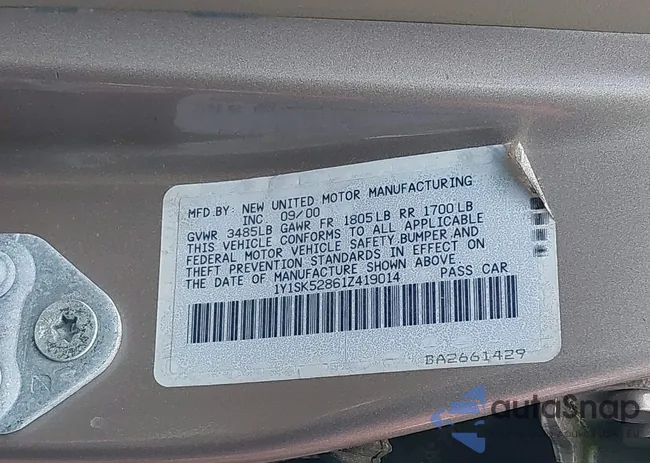 MFD. BY: NEW UNITED MOTOR MANUFACTURING
INC. 09/00
GVWR 3485LB GAWR FR 1805LB RR 1700LB
THIS VEHICLE CONFORMS TO ALL APPLICABLE
FEDERAL MOTOR VEHICLE SAFETY,BUMPER,AND
THEFT PREVENTION STANDARDS IN EFFECT ON
THE DATE OF MANUFACTURE SHOWN ABOVE
1Y1SK52861Z419014 PASS CAR
BA2661429
autoSnap